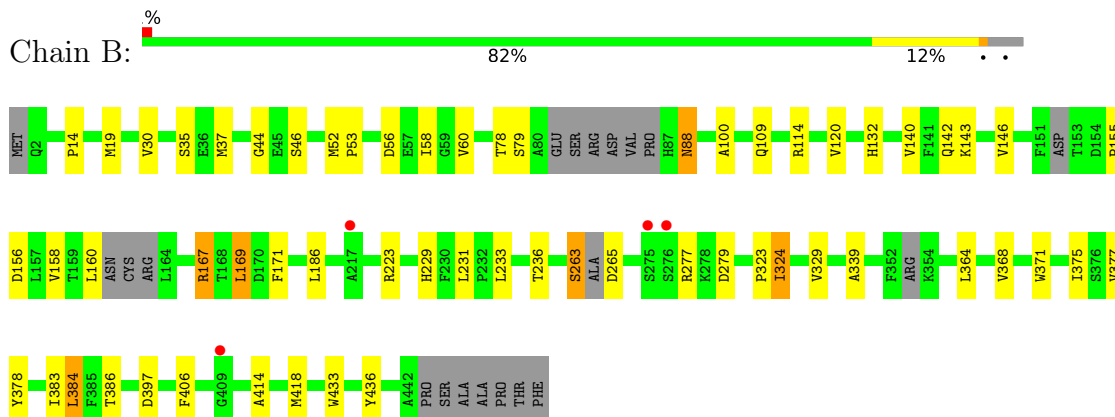 .%
Chain B:
82% 12% • •
MET Q2 P14 M19 V30 S35 E36 M37 G44 E45 S46 M52 P53 D56 E57 I58 G59 V60 T78 S79 A80 GLU SER ARG ASP VAL PRO H87 N88 A100 Q109 R114 V120 H132 V140 F141 Q142 K143 V146 F151 ASP T153 D154 R155
D156 L157 V158 T159 L160 ASN CYS ARG L164 R167 T168 L169 D170 F171 L186 A217 R223 H229 F230 L231 P232 L233 T236 S263 ALA D265 S275 S276 R277 K278 D279 P323 I324 V329 A339 F352 ARG K354 L364 V368 W371 I375 S376 V377
Y378 I383 L384 F385 T386 D397 F406 G409 A414 M418 W433 Y436 A442 PRO SER ALA ALA PRO THR PHE